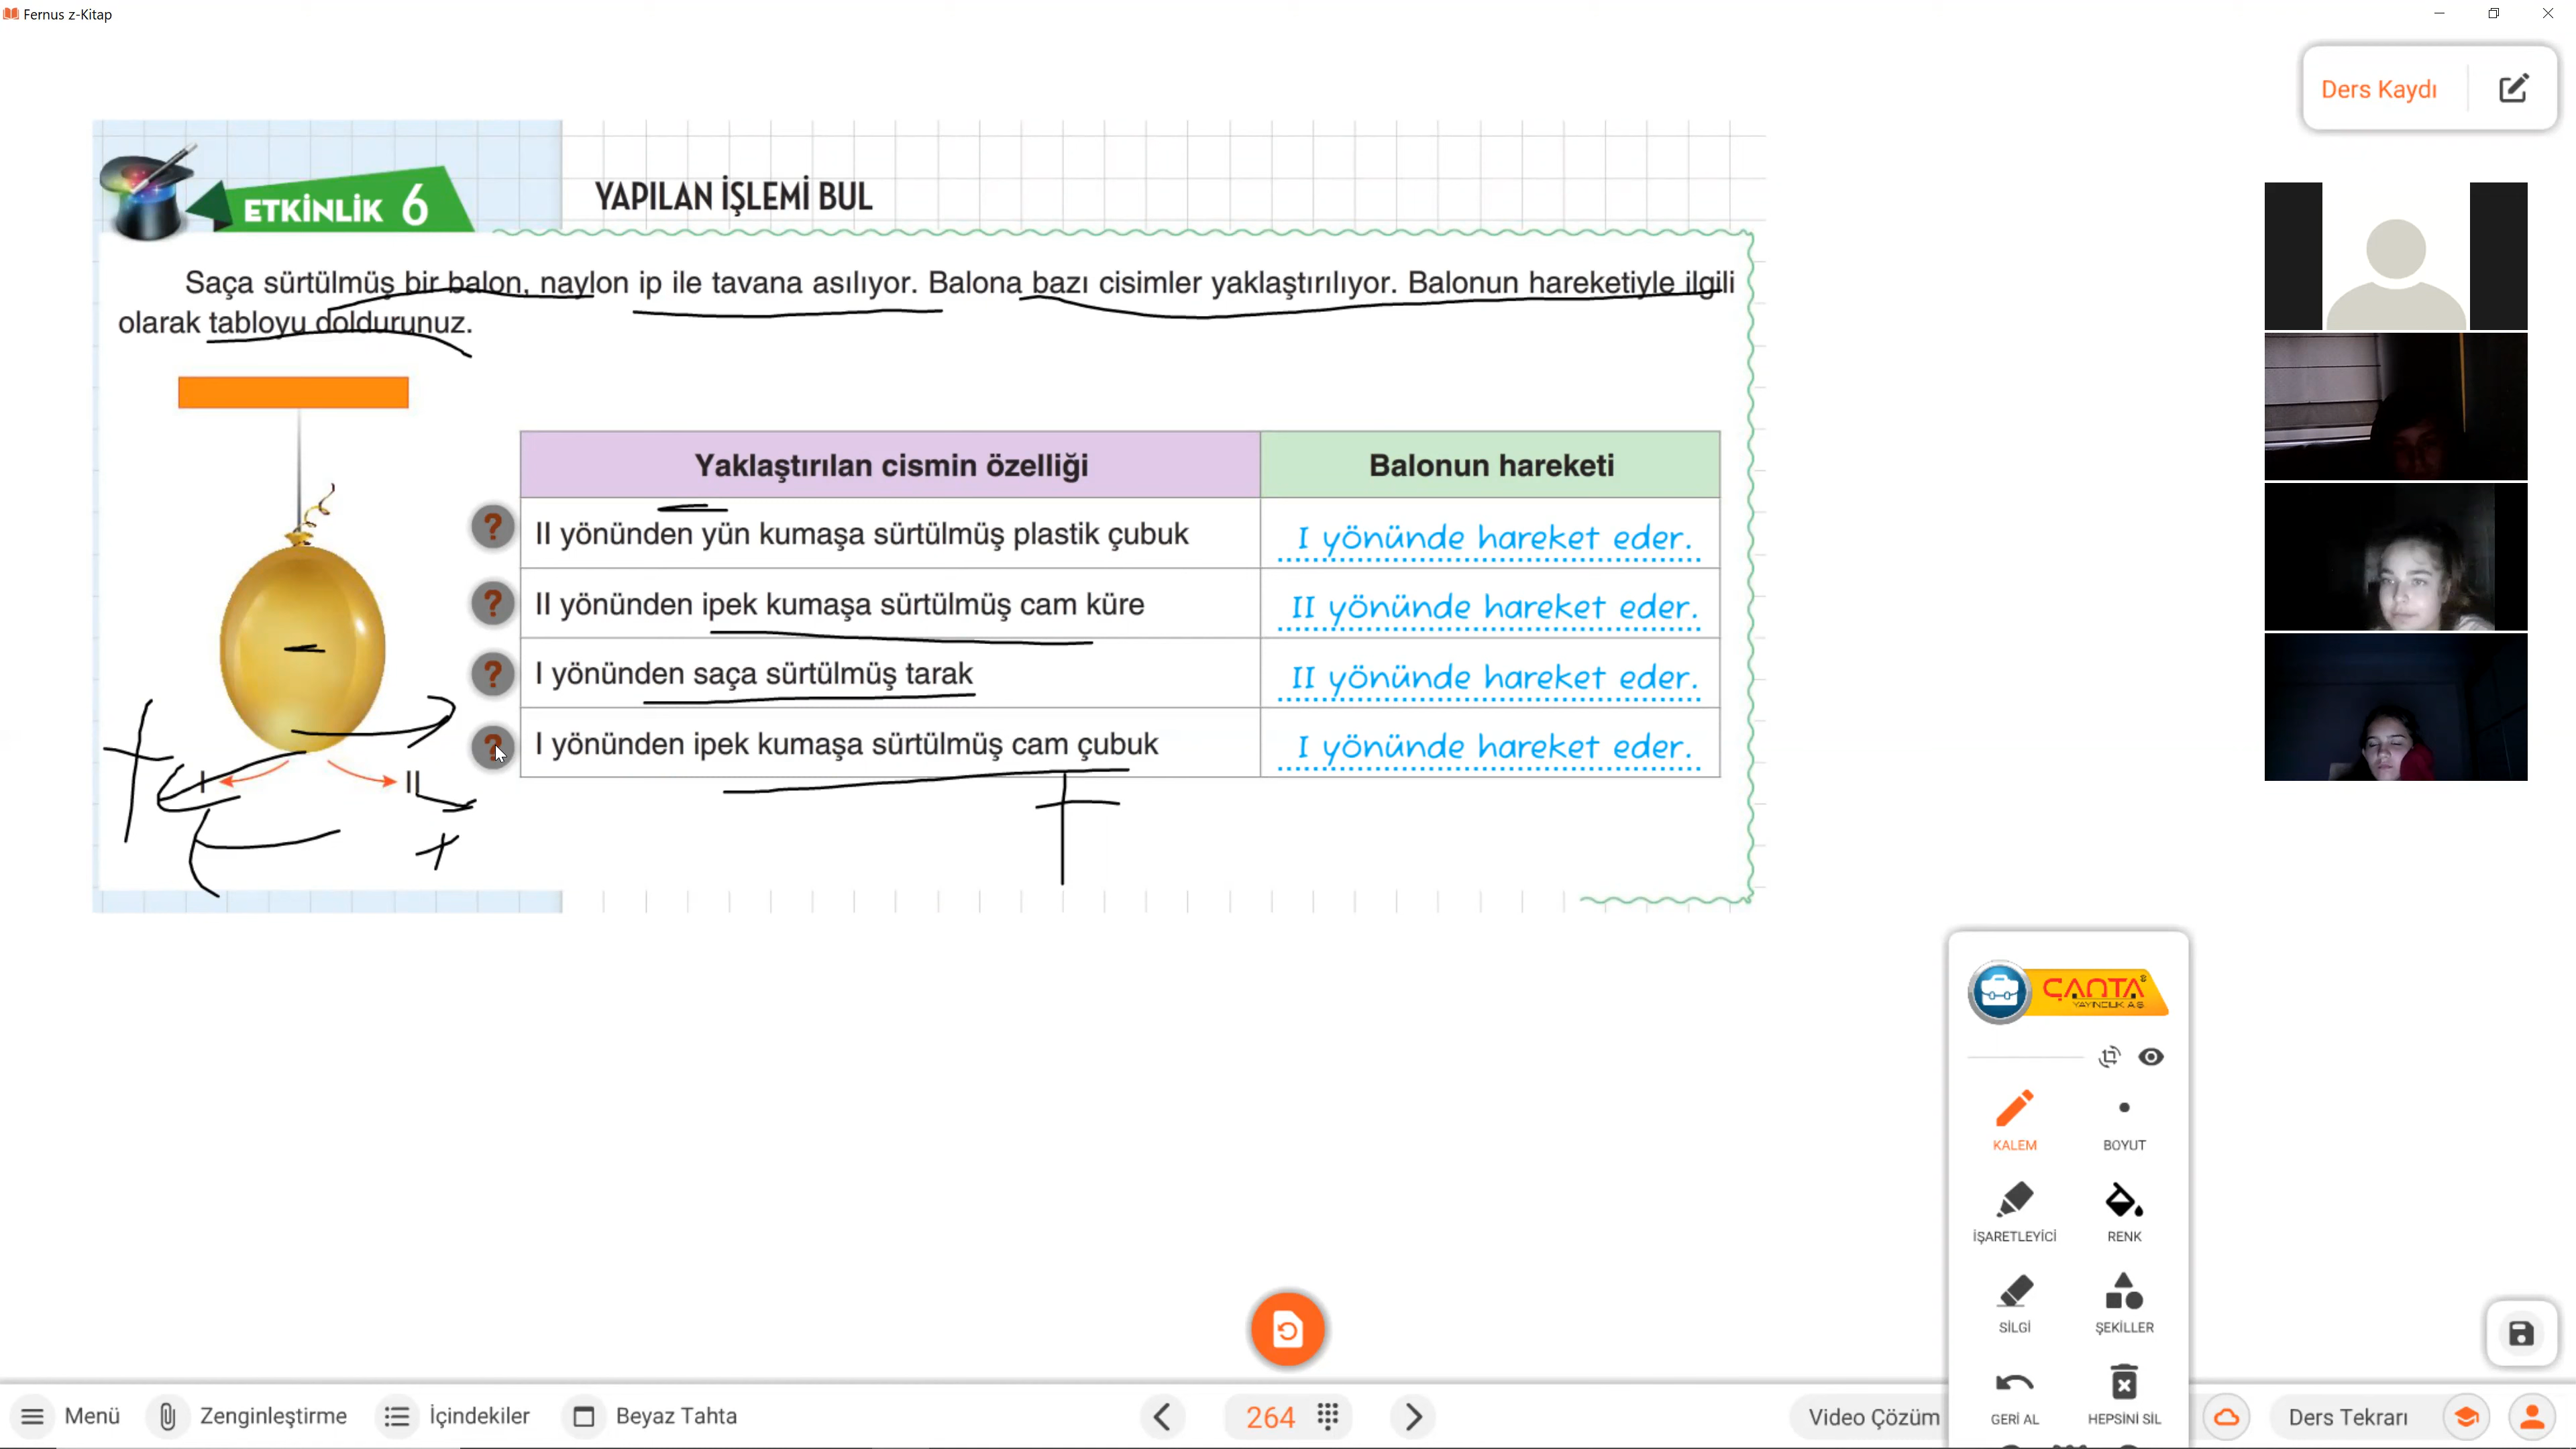 Fernus z-Kitap
Ders Kaydı
ETKİNLİK 6
YAPILAN İŞLEMİ BUL
Saça sürtülmüş bir balon, naylon ip ile tavana asılıyor. Balona bazı cisimler yaklaştırılıyor. Balonun hareketiyle ilgili
olarak tabloyu doldurunuz.
Yaklaştırılan cismin özelliği Balonun hareketi
? II yönünden yün kumaşa sürtülmüş plastik çubuk I yönünde hareket eder.
? II yönünden ipek kumaşa sürtülmüş cam küre II yönünde hareket eder.
? I yönünden saça sürtülmüş tarak II yönünde hareket eder.
? I yönünden ipek kumaşa sürtülmüş cam çubuk I yönünde hareket eder.
I II
+
ÇANTA
YAYINCILIK A.Ş.
KALEM BOYUT
İŞARETLEYİCİ RENK
SİLGİ ŞEKİLLER
GERİ AL HEPSİNİ SİL
Menü Zenginleştirme İçindekiler Beyaz Tahta 264 Video Çözüm Ders Tekrarı